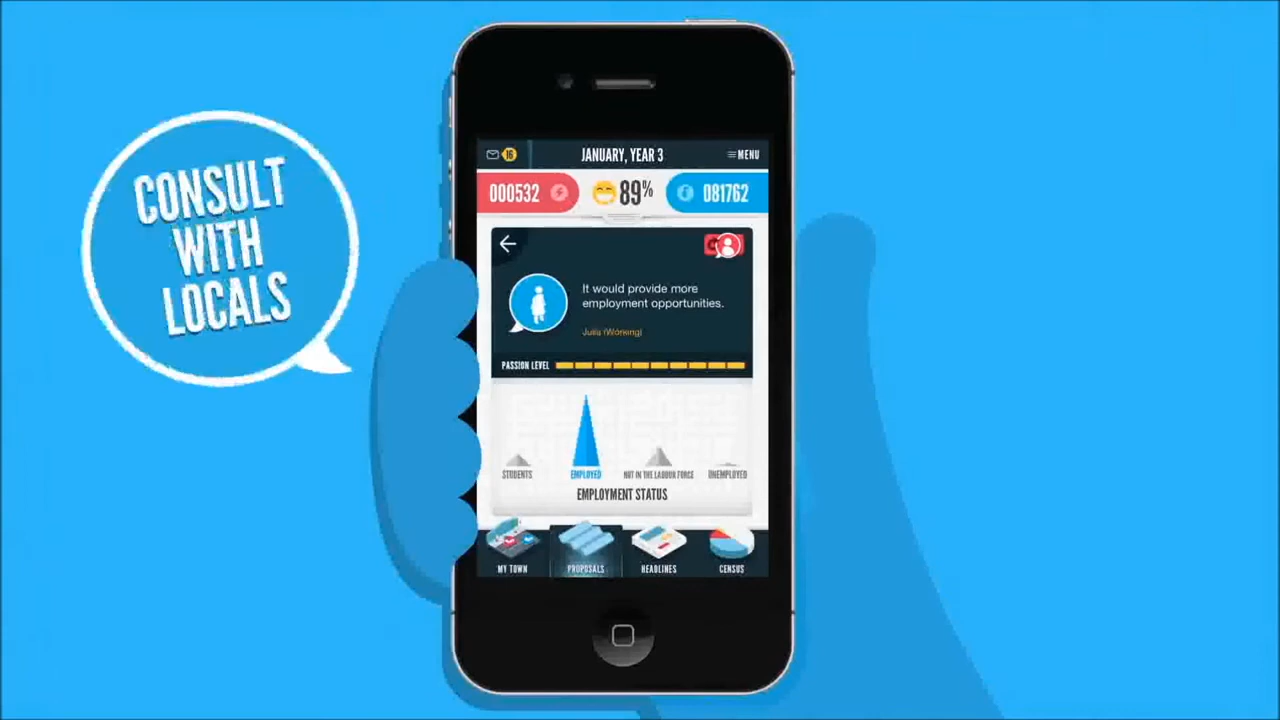 CONSULT
WITH
LOCALS
16
JANUARY, YEAR 3
MENU
000532
89%
081762
It would provide more
employment opportunities.
Julia (Working)
PASSION LEVEL
STUDENTS
EMPLOYED
NOT IN THE LABOUR FORCE
UNEMPLOYED
EMPLOYMENT STATUS
MY TOWN
PROPOSALS
HEADLINES
CENSUS